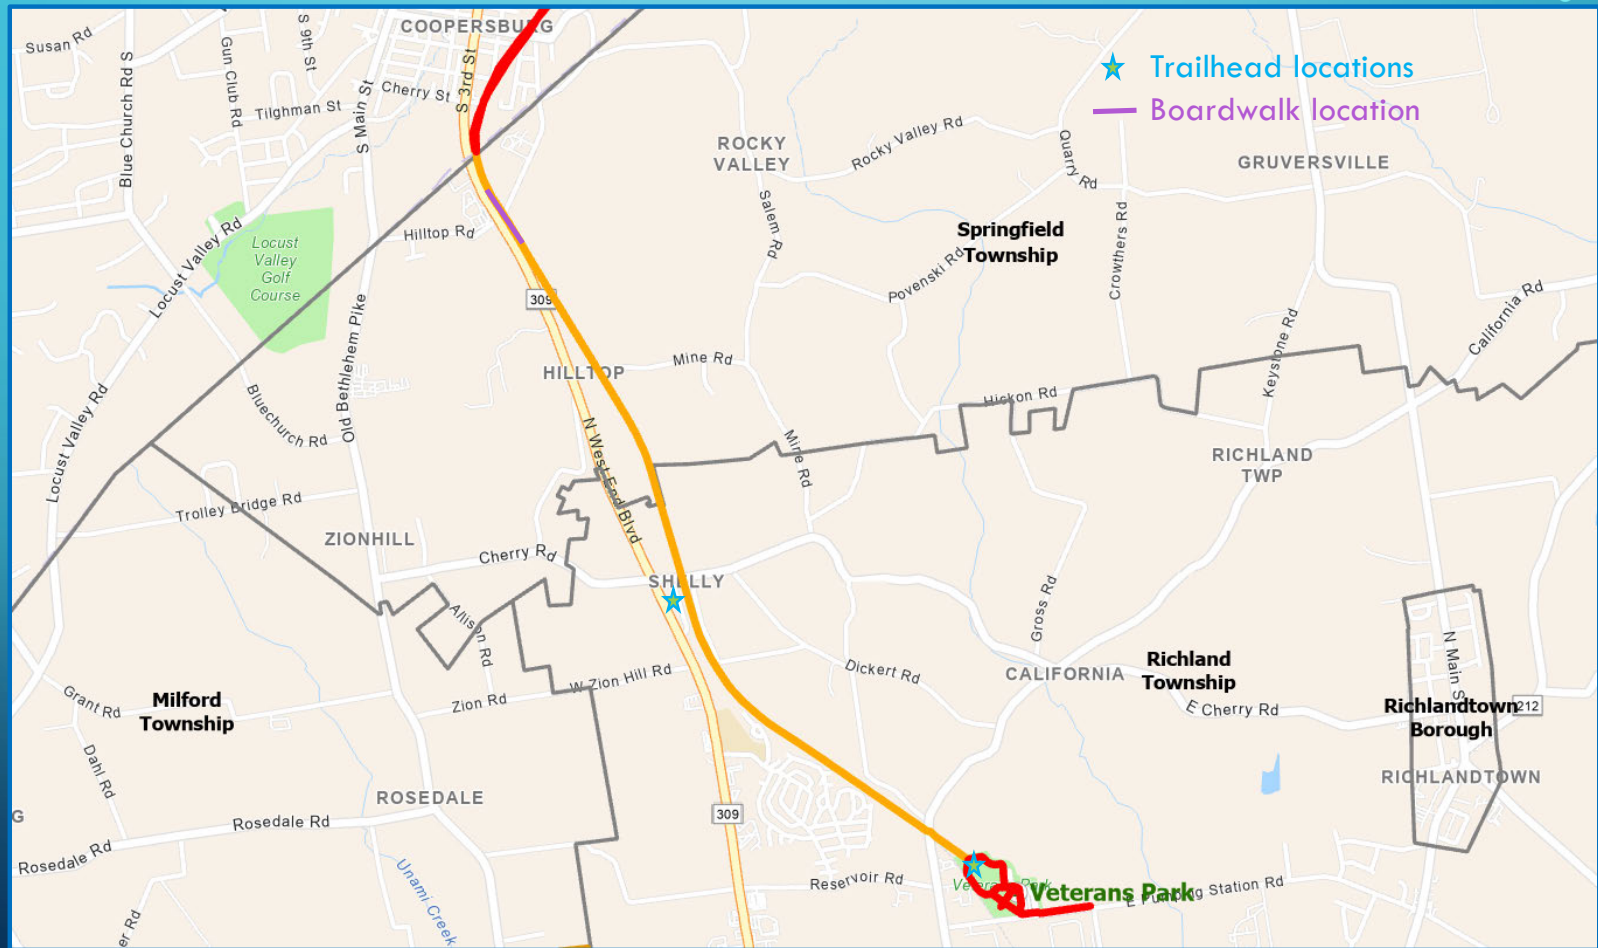 COOPERSBURG
Susan Rd
S 9th St
Gun Club Rd
Blue Church Rd S
S 3rd St
Cherry St
Tilghman St
S Main St
Trailhead locations
Boardwalk location
ROCKY
VALLEY
Rocky Valley Rd
Quarry Rd
GRUVERSVILLE
Salem Rd
Springfield
Township
Crowthers Rd
Povenski Rd
Locust Valley Rd
Locust
Valley
Golf
Course
Hilltop Rd
309
California Rd
Keystone Rd
Old Bethlehem Pike
HILLTOP
Mine Rd
Hickon Rd
Locust Valley Rd
Bluechurch Rd
N West End Blvd
Mine Rd
RICHLAND
TWP
Trolley Bridge Rd
ZIONHILL
Cherry Rd
SHELLY
Gross Rd
Allison Rd
N Main St
Richland
Township
Dickert Rd
CALIFORNIA
W Zion Hill Rd
Zion Rd
Grant Rd
Milford
Township
E Cherry Rd
Richlandtown
Borough
212
Dahl Rd
RICHLANDTOWN
ROSEDALE
G
309
Rosedale Rd
Rosedale Rd
Unami Creek
Reservoir Rd
Veterans Park
Veterans Park
E Pumping Station Rd
er Rd